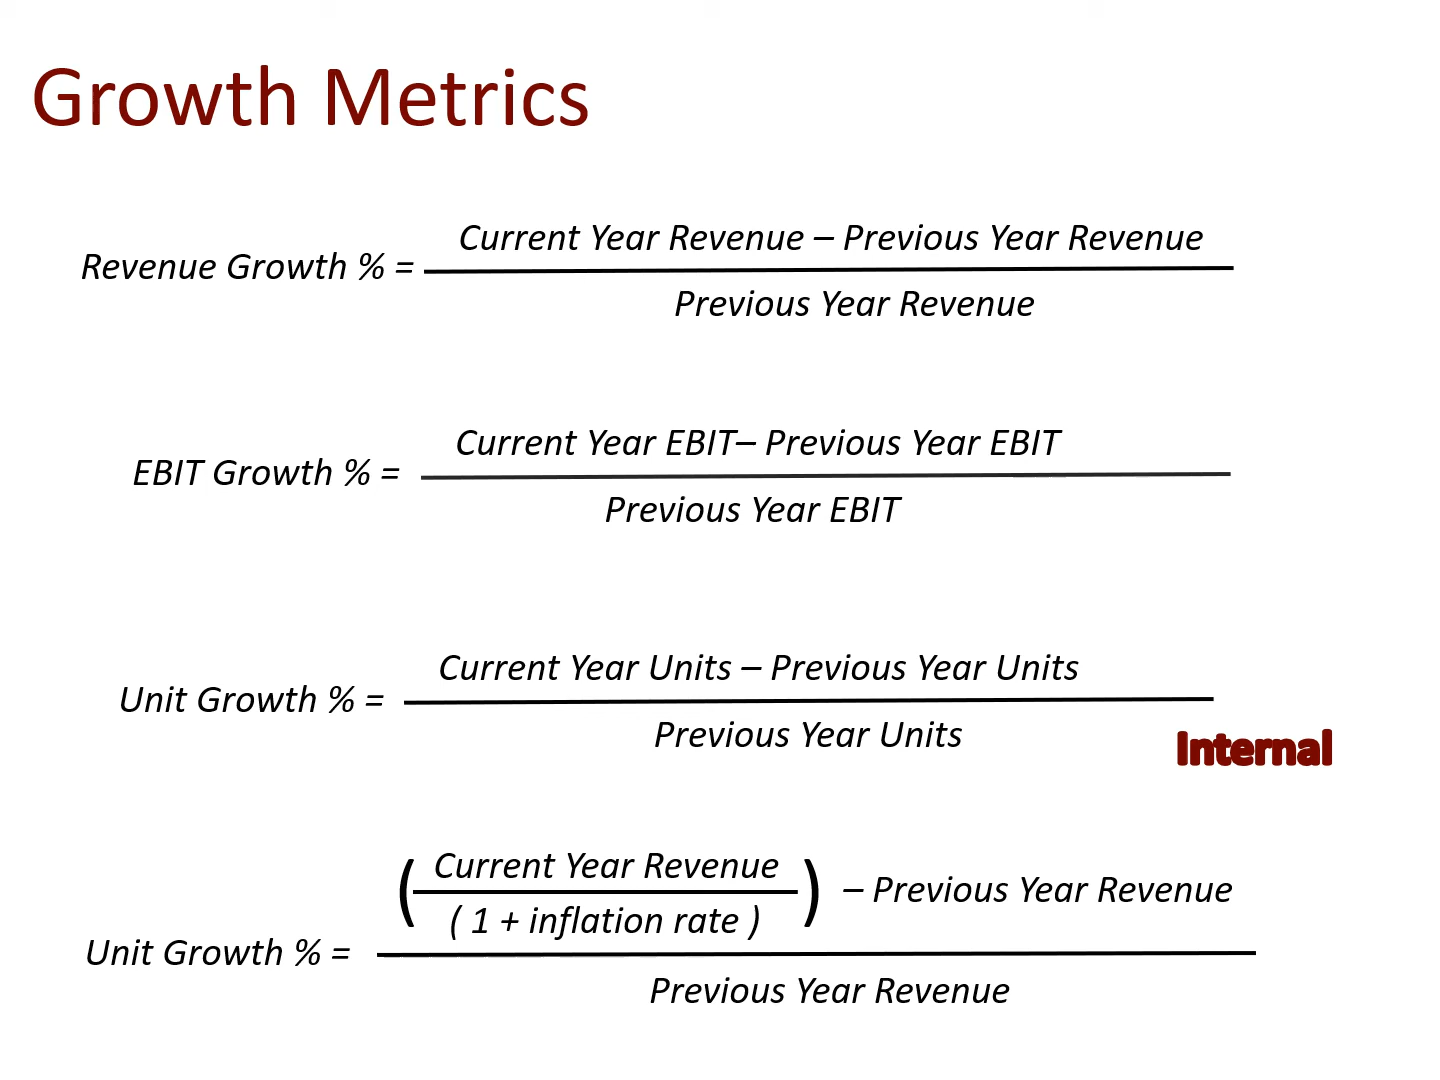 Growth Metrics
Current Year Revenue – Previous Year Revenue
Revenue Growth % =
Previous Year Revenue
Current Year EBIT– Previous Year EBIT
EBIT Growth % =
Previous Year EBIT
Current Year Units – Previous Year Units
Unit Growth % =
Previous Year Units
Internal
( Current Year Revenue ) – Previous Year Revenue
( 1 + inflation rate )
Unit Growth % =
Previous Year Revenue